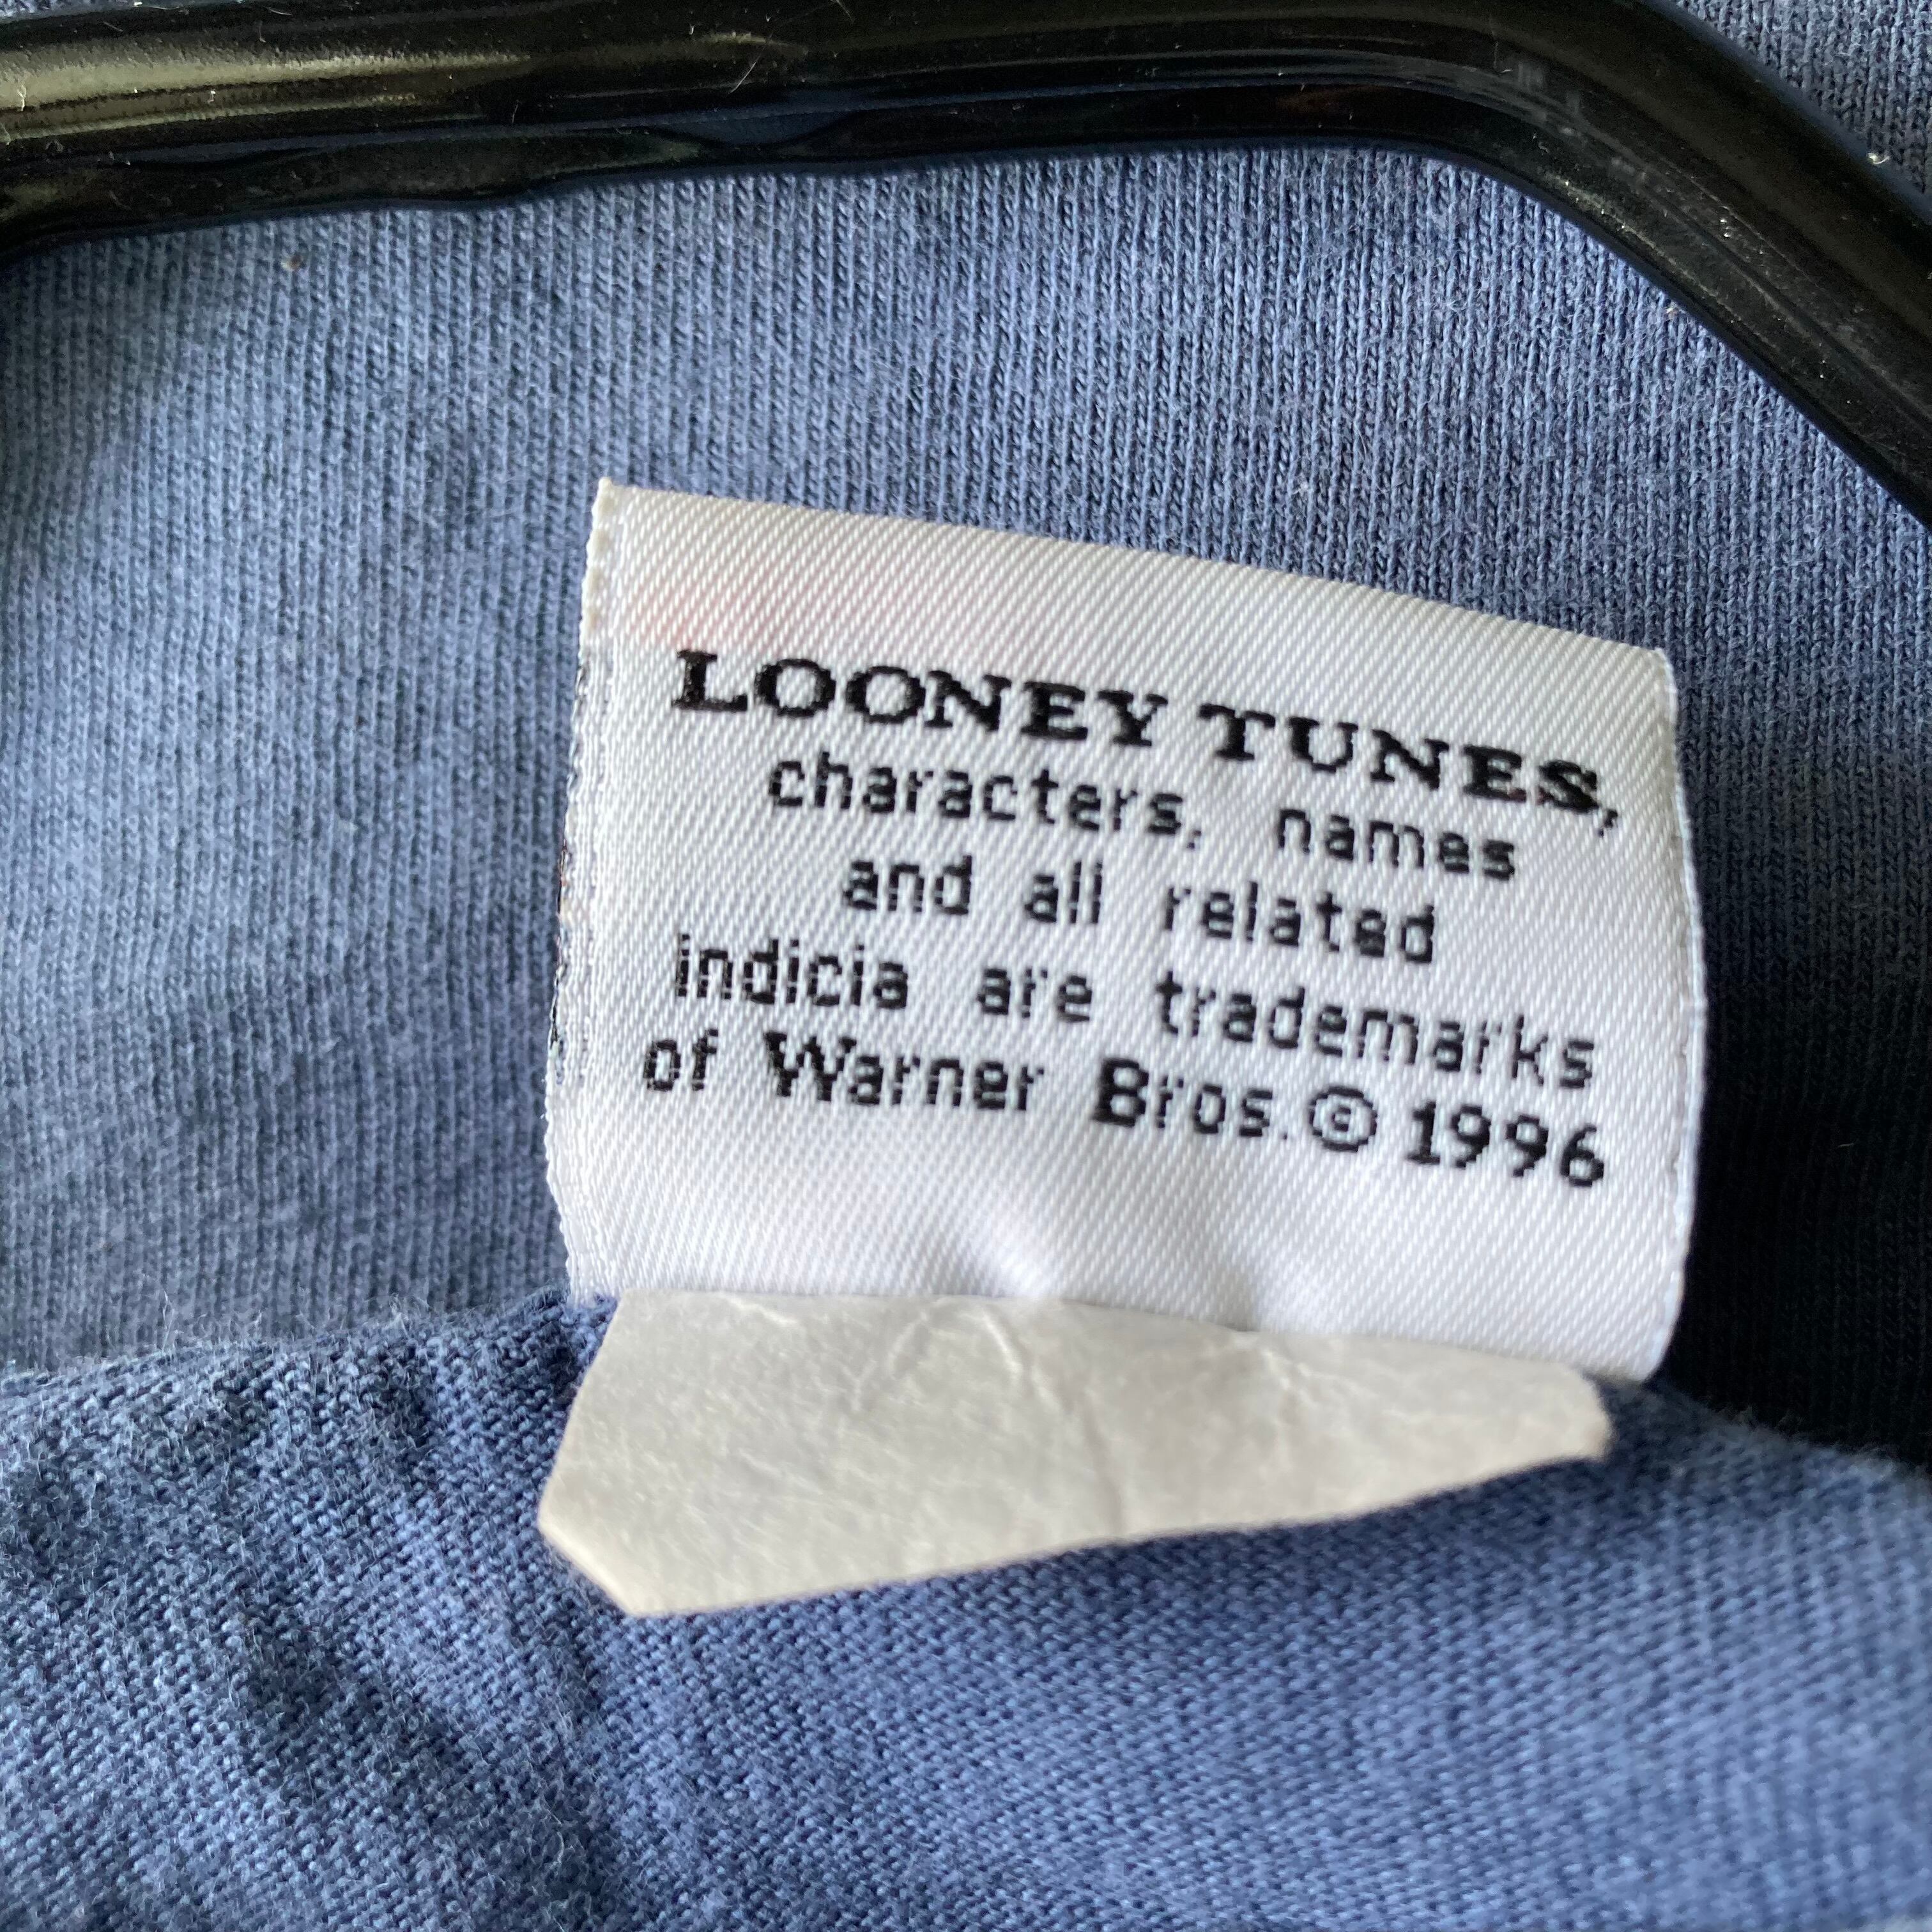 LOONEY TUNES,
characters, names
and all related
indicia are trademarks
of Warner Bros. © 1996